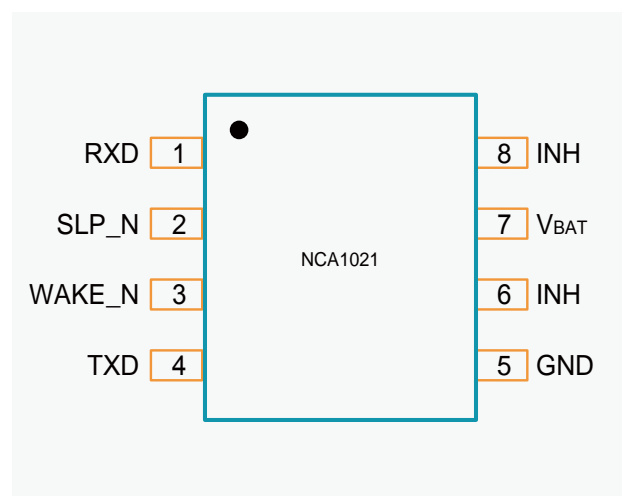 RXD 1 8 INH
SLP_N 2 7 VBAT
NCA1021
WAKE_N 3 6 INH
TXD 4 5 GND